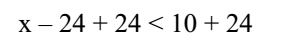 x – 24 + 24 < 10 + 24